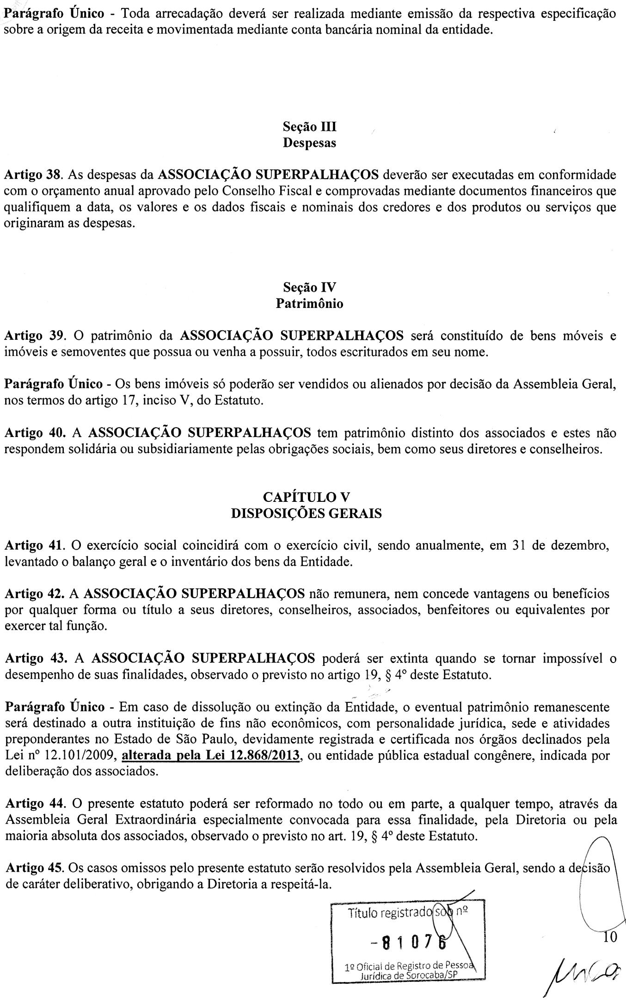 Parágrafo Único - Toda arrecadação deverá ser realizada mediante emissão da respectiva especificação
sobre a origem da receita e movimentada mediante conta bancária nominal da entidade.
Seção III
Despesas
Artigo 38. As despesas da ASSOCIAÇÃO SUPERPALHAÇOS deverão ser executadas em conformidade
com o orçamento anual aprovado pelo Conselho Fiscal e comprovadas mediante documentos financeiros que
qualifiquem a data, os valores e os dados fiscais e nominais dos credores e dos produtos ou serviços que
originaram as despesas.
Seção IV
Patrimônio
Artigo 39. O patrimônio da ASSOCIAÇÃO SUPERPALHAÇOS será constituído de bens móveis e
imóveis e semoventes que possua ou venha a possuir, todos escriturados em seu nome.
Parágrafo Único - Os bens imóveis só poderão ser vendidos ou alienados por decisão da Assembleia Geral,
nos termos do artigo 17, inciso V, do Estatuto.
Artigo 40. A ASSOCIAÇÃO SUPERPALHAÇOS tem patrimônio distinto dos associados e estes não
respondem solidária ou subsidiariamente pelas obrigações sociais, bem como seus diretores e conselheiros.
CAPÍTULO V
DISPOSIÇÕES GERAIS
Artigo 41. O exercício social coincidirá com o exercício civil, sendo anualmente, em 31 de dezembro,
levantado o balanço geral e o inventário dos bens da Entidade.
Artigo 42. A ASSOCIAÇÃO SUPERPALHAÇOS não remunera, nem concede vantagens ou benefícios
por qualquer forma ou título a seus diretores, conselheiros, associados, benfeitores ou equivalentes por
exercer tal função.
Artigo 43. A ASSOCIAÇÃO SUPERPALHAÇOS poderá ser extinta quando se tornar impossível o
desempenho de suas finalidades, observado o previsto no artigo 19, § 4º deste Estatuto.
Parágrafo Único - Em caso de dissolução ou extinção da Entidade, o eventual patrimônio remanescente
será destinado a outra instituição de fins não econômicos, com personalidade jurídica, sede e atividades
preponderantes no Estado de São Paulo, devidamente registrada e certificada nos órgãos declinados pela
Lei nº 12.101/2009, alterada pela Lei 12.868/2013, ou entidade pública estadual congênere, indicada por
deliberação dos associados.
Artigo 44. O presente estatuto poderá ser reformado no todo ou em parte, a qualquer tempo, através da
Assembleia Geral Extraordinária especialmente convocada para essa finalidade, pela Diretoria ou pela
maioria absoluta dos associados, observado o previsto no art. 19, § 4º deste Estatuto.
Artigo 45. Os casos omissos pelo presente estatuto serão resolvidos pela Assembleia Geral, sendo a decisão
de caráter deliberativo, obrigando a Diretoria a respeitá-la.
Título registrado sob nº
-81076
1º Oficial de Registro de Pessoa
Jurídica de Sorocaba/SP
10